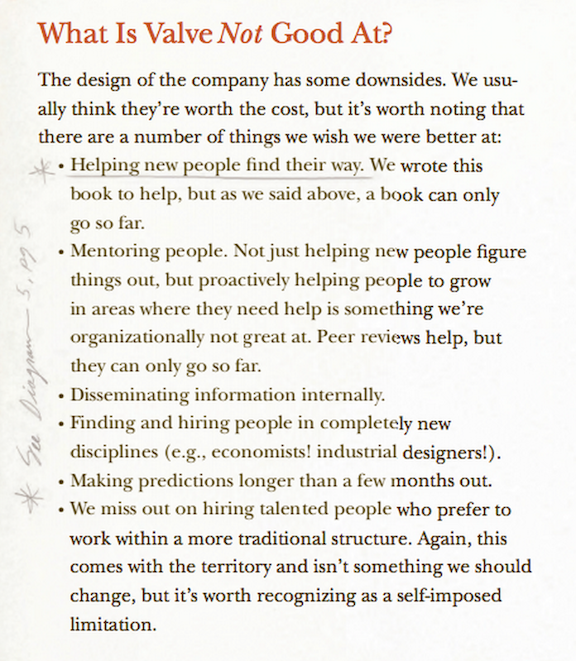 What Is Valve Not Good At?
The design of the company has some downsides. We usu-
ally think they're worth the cost, but it's worth noting that
there are a number of things we wish we were better at:
* • Helping new people find their way. We wrote this
book to help, but as we said above, a book can only
go so far.
• Mentoring people. Not just helping new people figure
things out, but proactively helping people to grow
in areas where they need help is something we're
organizationally not great at. Peer reviews help, but
they can only go so far.
• Disseminating information internally.
• Finding and hiring people in completely new
disciplines (e.g., economists! industrial designers!).
• Making predictions longer than a few months out.
• We miss out on hiring talented people who prefer to
work within a more traditional structure. Again, this
comes with the territory and isn't something we should
change, but it's worth recognizing as a self-imposed
limitation.
* See Diagram 5, pg 5